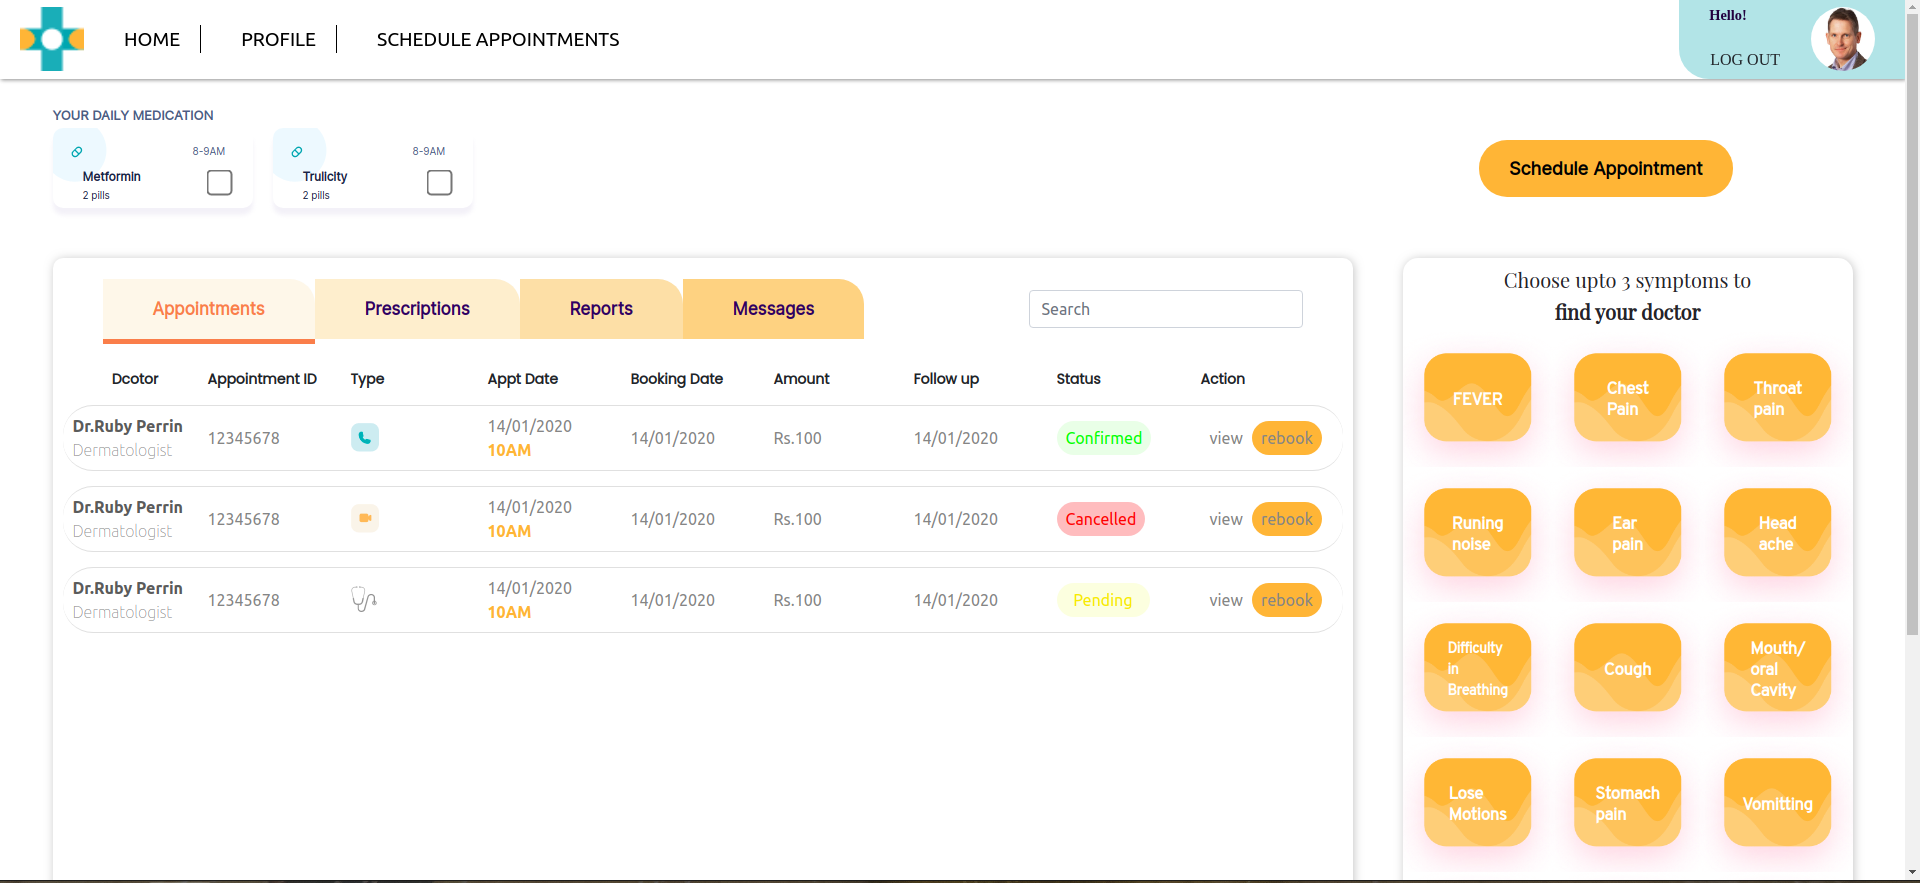 HOME
PROFILE
SCHEDULE APPOINTMENTS
Hello!
LOG OUT
YOUR DAILY MEDICATION
8-9AM
Metformin
2 pills
8-9AM
Trulicity
2 pills
Schedule Appointment
Appointments
Prescriptions
Reports
Messages
Search
Dcotor Appointment ID Type Appt Date Booking Date Amount Follow up Status Action
Dr.Ruby Perrin
Dermatologist
12345678
14/01/2020
10AM
14/01/2020
Rs.100
14/01/2020
Confirmed
view
rebook
Dr.Ruby Perrin
Dermatologist
12345678
14/01/2020
10AM
14/01/2020
Rs.100
14/01/2020
Cancelled
view
rebook
Dr.Ruby Perrin
Dermatologist
12345678
14/01/2020
10AM
14/01/2020
Rs.100
14/01/2020
Pending
view
rebook
Choose upto 3 symptoms to
find your doctor
FEVER
Chest
Pain
Throat
pain
Runing
noise
Ear
pain
Head
ache
Difficulty
in
Breathing
Cough
Mouth/
oral
Cavity
Lose
Motions
Stomach
pain
Vomitting